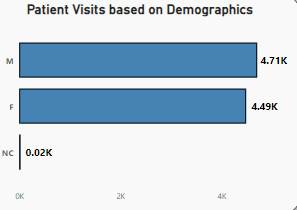 Patient Visits based on Demographics
M 4.71K
F 4.49K
NC 0.02K
0K 2K 4K